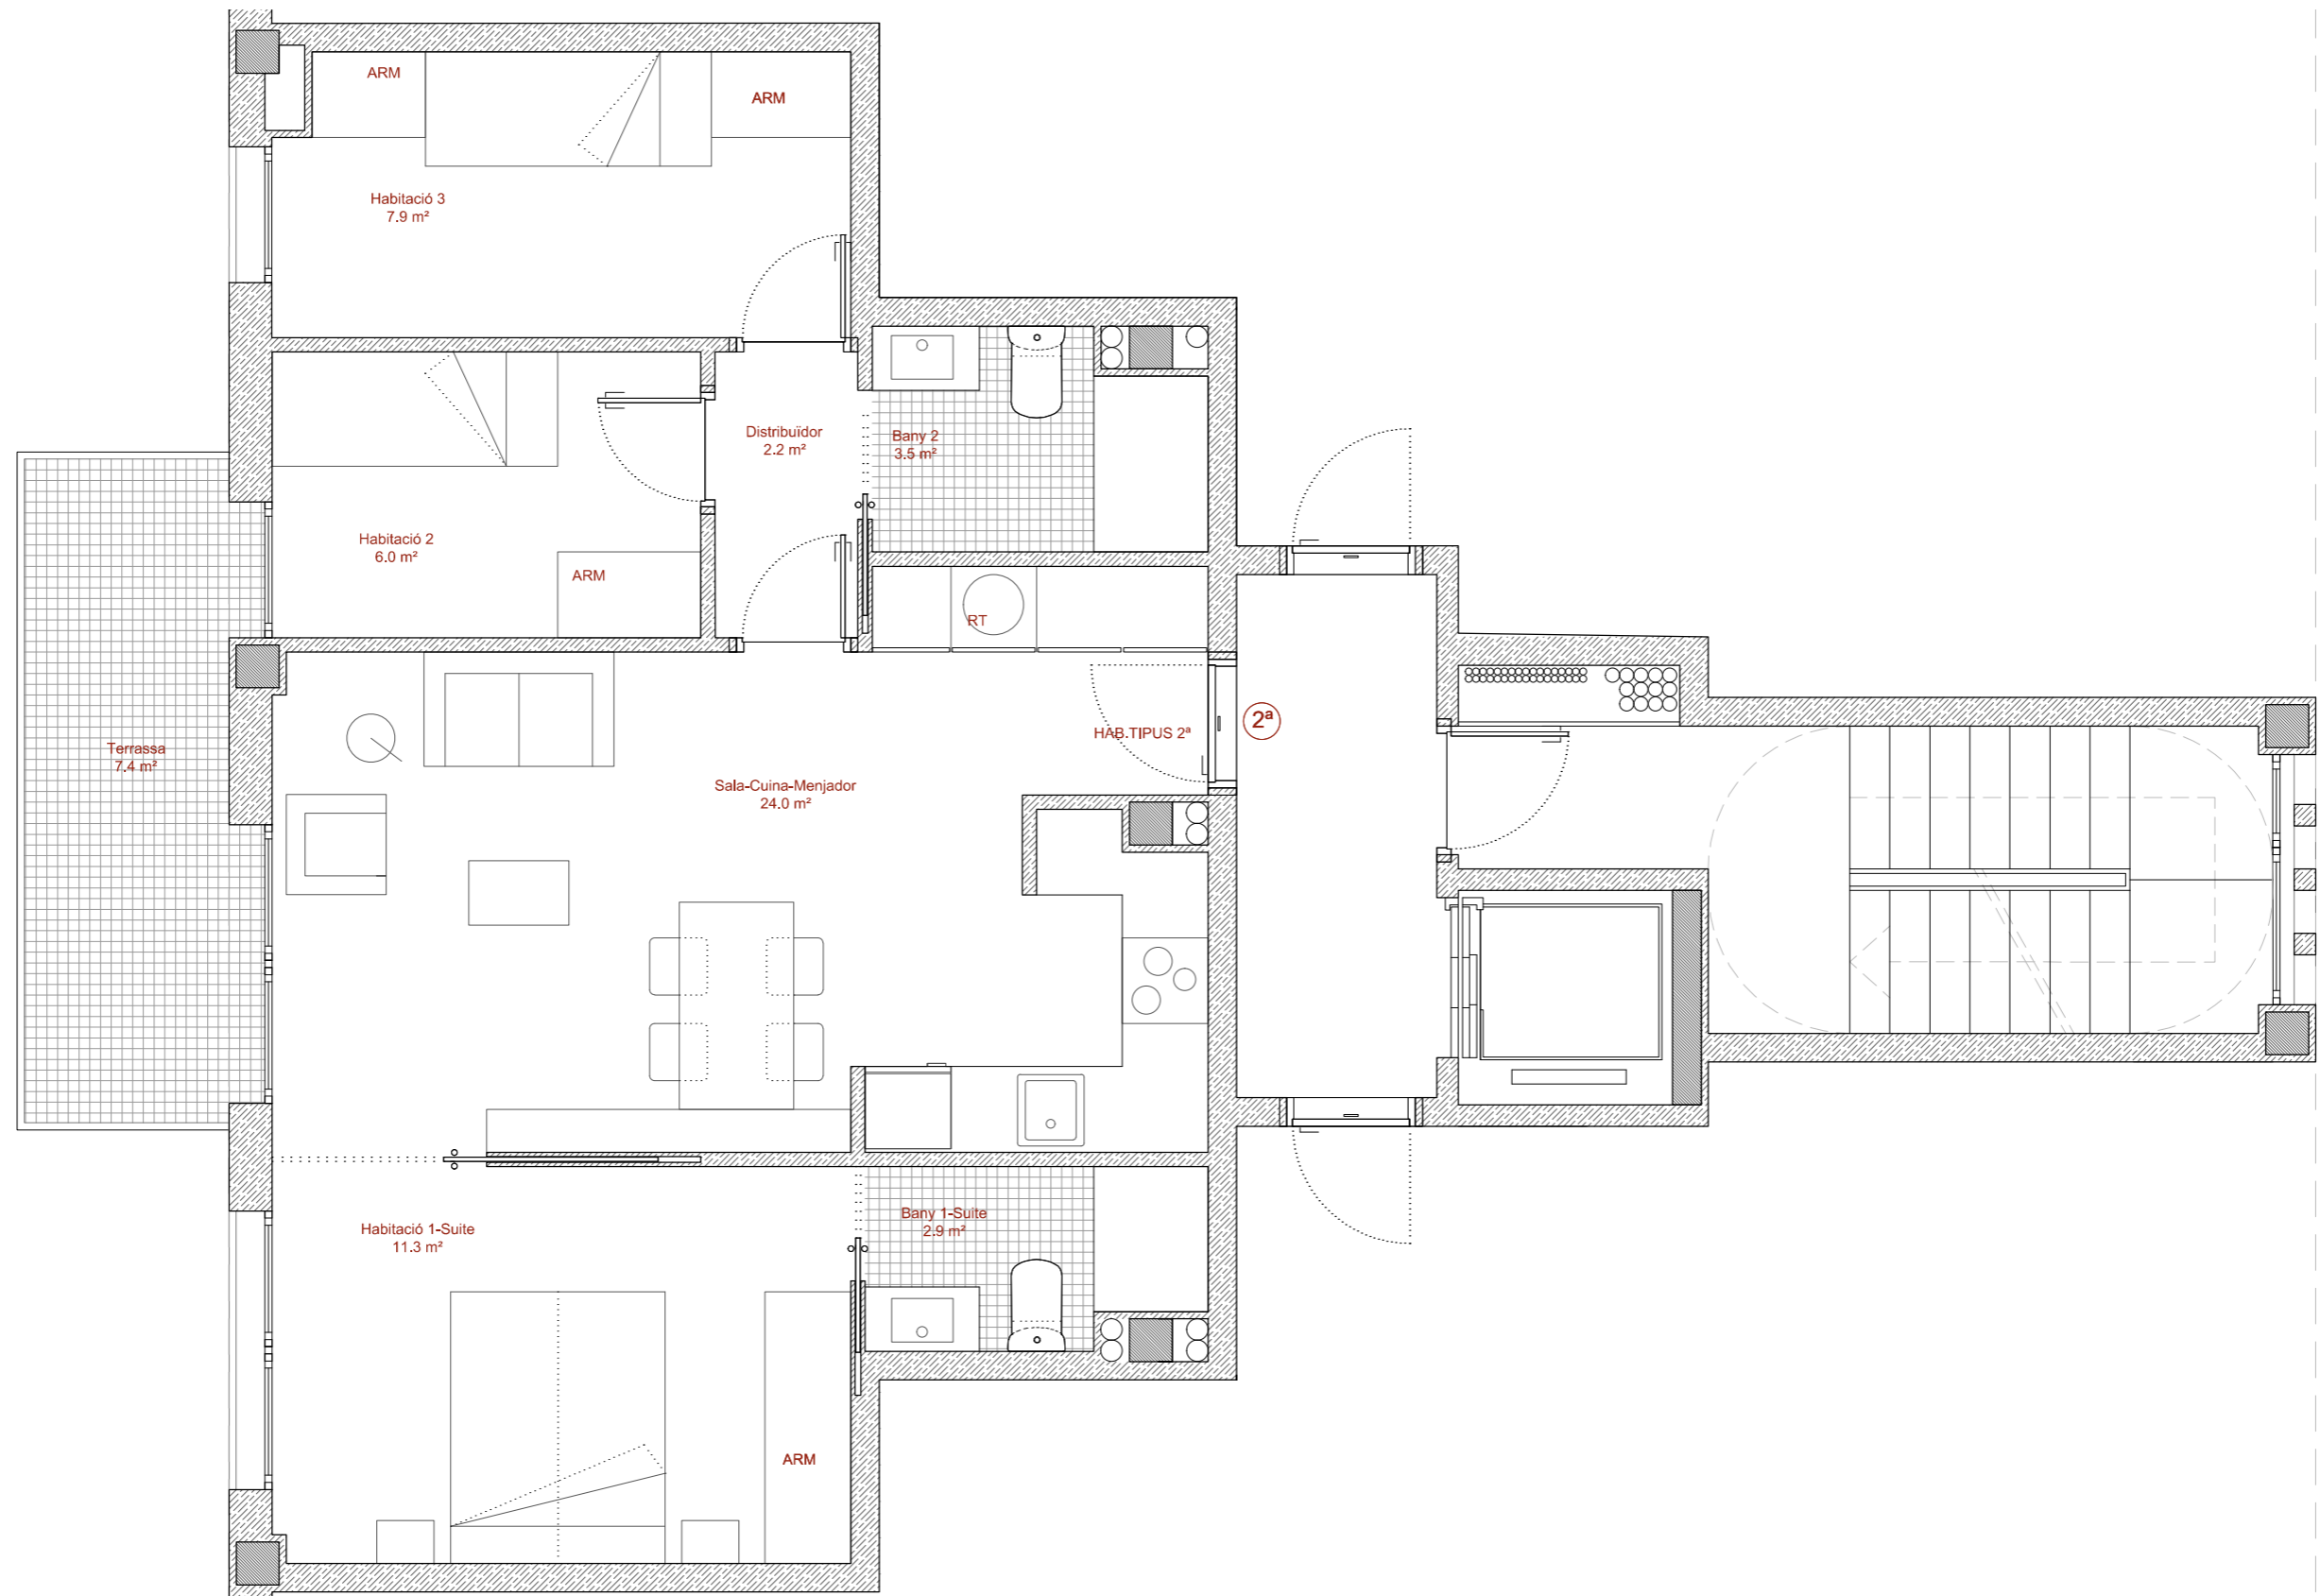 ARM
ARM
Habitació 3
7.9 m²
Distribuïdor
2.2 m²
Bany 2
3.5 m²
Habitació 2
6.0 m²
ARM
RT
2ª
HAB.TIPUS 2ª
Terrassa
7.4 m²
Sala-Cuina-Menjador
24.0 m²
Habitació 1-Suite
11.3 m²
Bany 1-Suite
2.9 m²
ARM